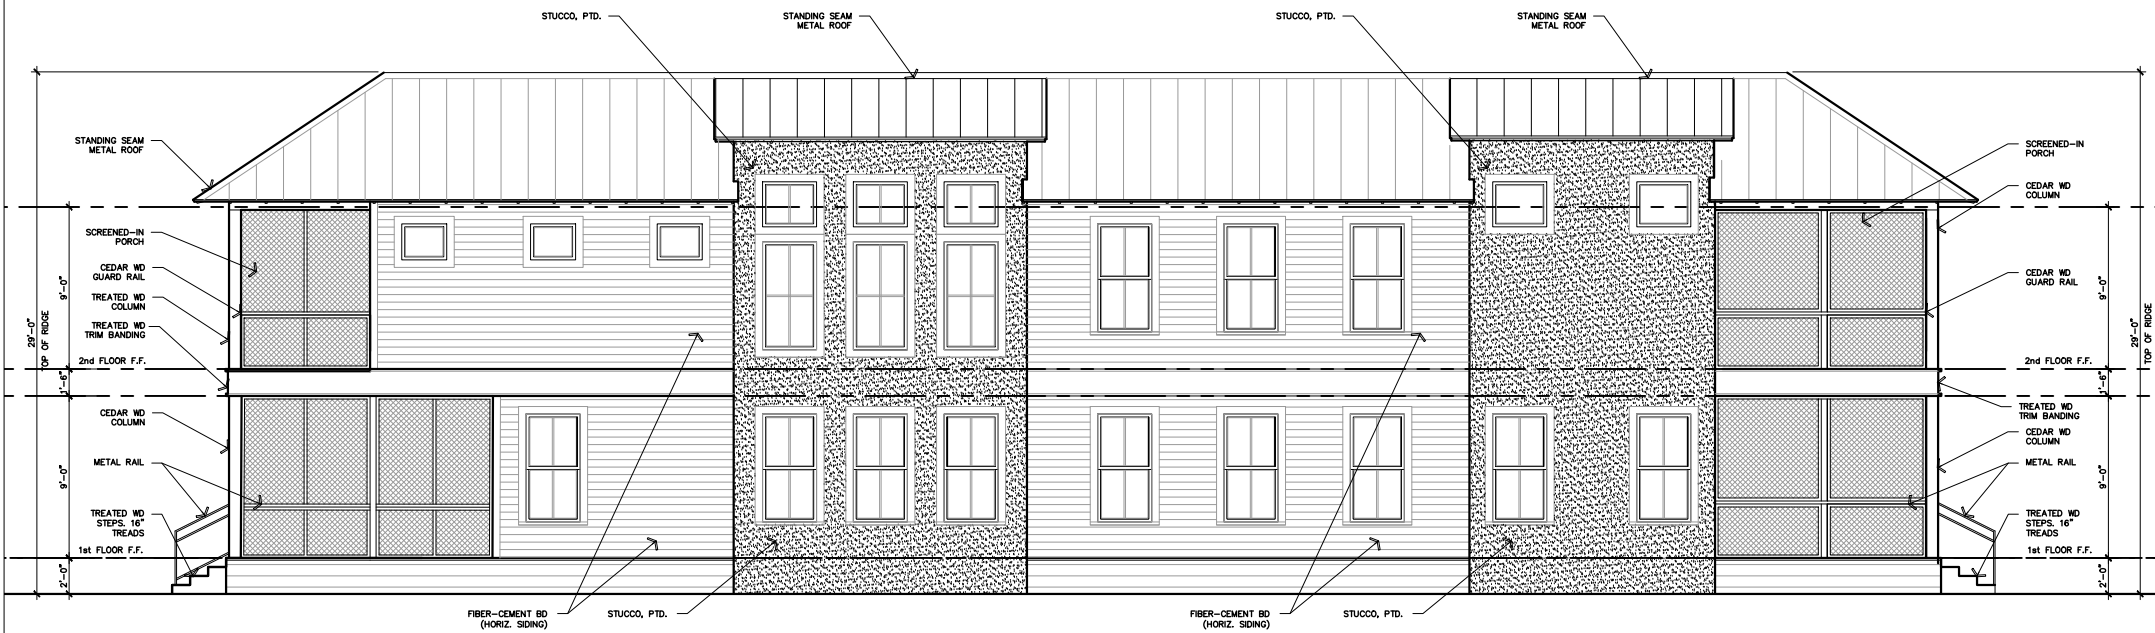 STUCCO, PTD.
STANDING SEAM
METAL ROOF
STUCCO, PTD.
STANDING SEAM
METAL ROOF
STANDING SEAM
METAL ROOF
SCREENED-IN
PORCH
CEDAR WD
GUARD RAIL
TREATED WD
COLUMN
TREATED WD
TRIM BANDING
2nd FLOOR F.F.
CEDAR WD
COLUMN
METAL RAIL
TREATED WD
STEPS. 16"
TREADS
1st FLOOR F.F.
29'-0"
TOP OF RIDGE
9'-0"
1'-6"
9'-0"
2'-0"
FIBER-CEMENT BD
(HORIZ. SIDING)
STUCCO, PTD.
FIBER-CEMENT BD
(HORIZ. SIDING)
STUCCO, PTD.
SCREENED-IN
PORCH
CEDAR WD
COLUMN
CEDAR WD
GUARD RAIL
2nd FLOOR F.F.
TREATED WD
TRIM BANDING
CEDAR WD
COLUMN
METAL RAIL
TREATED WD
STEPS. 16"
TREADS
1st FLOOR F.F.
9'-0"
1'-6"
9'-0"
2'-0"
29'-0"
TOP OF RIDGE